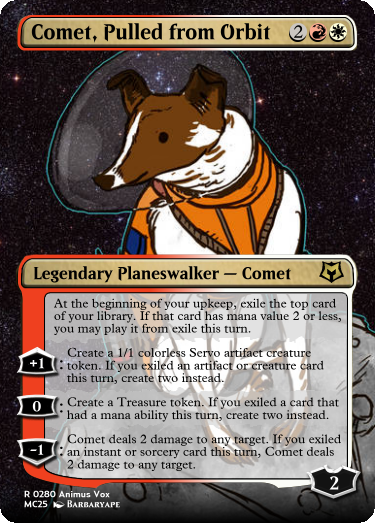 Comet, Pulled from Orbit 2
Legendary Planeswalker — Comet
At the beginning of your upkeep, exile the top card
of your library. If that card has mana value 2 or less,
you may play it from exile this turn.
+1: Create a 1/1 colorless Servo artifact creature
token. If you exiled an artifact or creature card
this turn, create two instead.
0: Create a Treasure token. If you exiled a card that
had a mana ability this turn, create two instead.
-1: Comet deals 2 damage to any target. If you exiled
an instant or sorcery card this turn, Comet deals
2 damage to any target.
2
R 0280 Animus Vox
MC25 Barbaryape